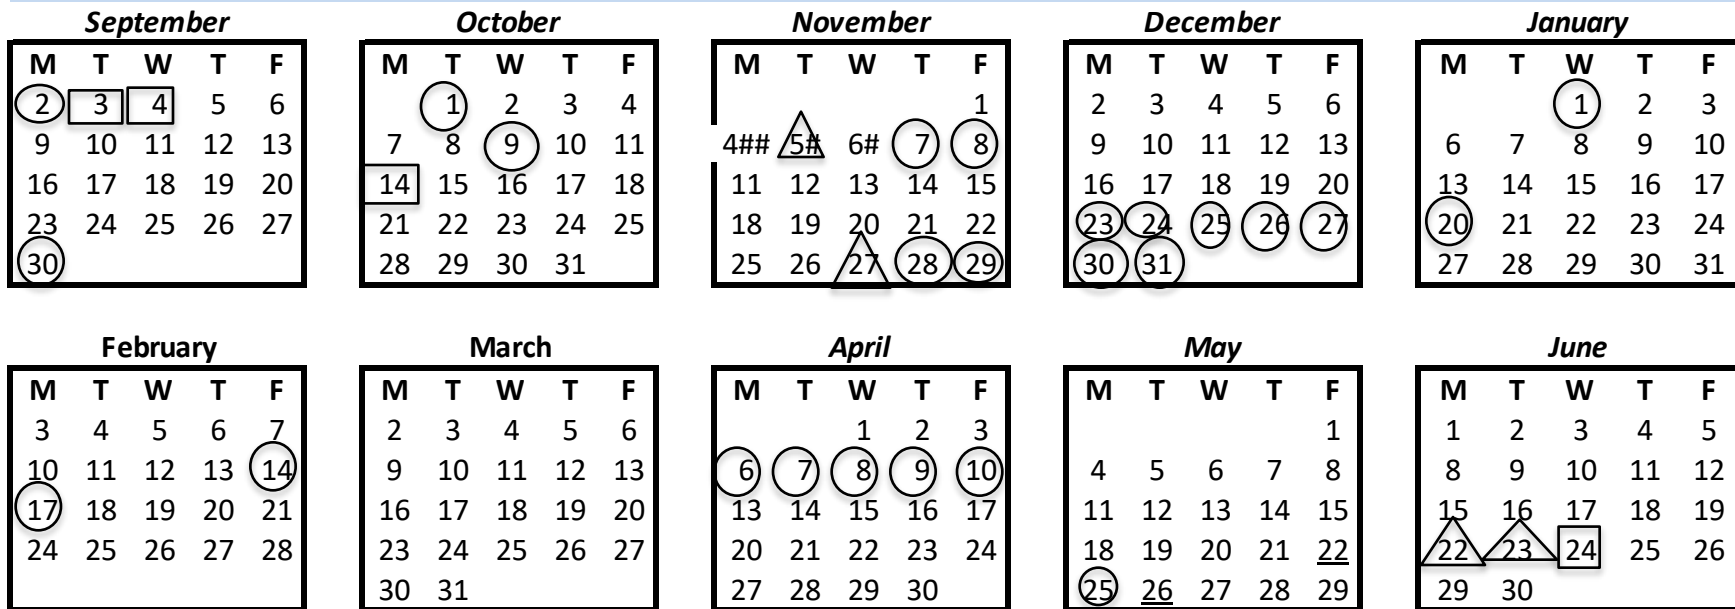 September October November December January
M T W T F M T W T F M T W T F M T W T F M T W T F
2 3 4 5 6 1 2 3 4 1 2 3 4 5 6 1 2 3
9 10 11 12 13 7 8 9 10 11 4## 5# 6# 7 8 9 10 11 12 13 6 7 8 9 10
16 17 18 19 20 14 15 16 17 18 11 12 13 14 15 16 17 18 19 20 13 14 15 16 17
23 24 25 26 27 21 22 23 24 25 18 19 20 21 22 23 24 25 26 27 20 21 22 23 24
30 28 29 30 31 25 26 27 28 29 30 31 27 28 29 30 31
February March April May June
M T W T F M T W T F M T W T F M T W T F M T W T F
3 4 5 6 7 2 3 4 5 6 1 2 3 1 1 2 3 4 5
10 11 12 13 14 9 10 11 12 13 6 7 8 9 10 4 5 6 7 8 8 9 10 11 12
17 18 19 20 21 16 17 18 19 20 13 14 15 16 17 11 12 13 14 15 15 16 17 18 19
24 25 26 27 28 23 24 25 26 27 20 21 22 23 24 18 19 20 21 22 22 23 24 25 26
30 31 27 28 29 30 25 26 27 28 29 29 30